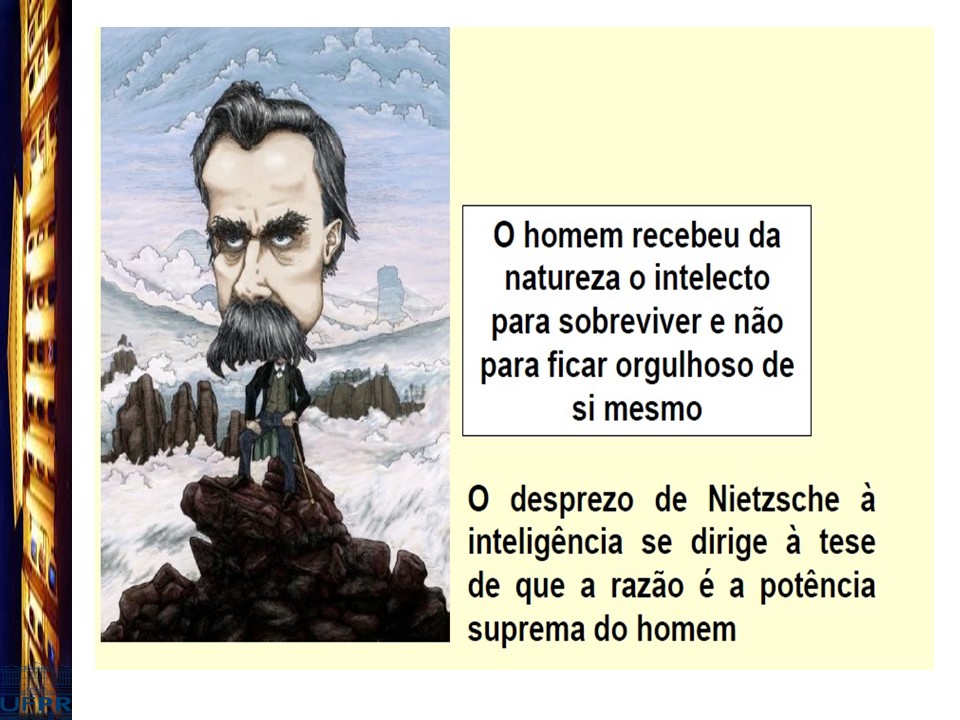 O homem recebeu da
natureza o intelecto
para sobreviver e não
para ficar orgulhoso de
si mesmo
O desprezo de Nietzsche à
inteligência se dirige à tese
de que a razão é a potência
suprema do homem
UFPR